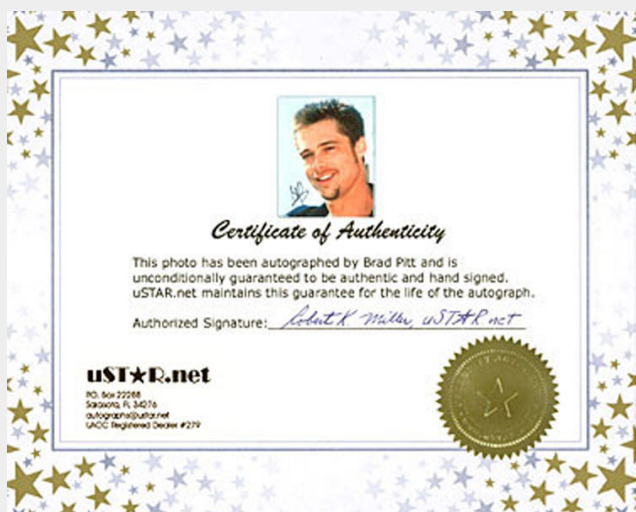 Certificate of Authenticity
This photo has been autographed by Brad Pitt and is
unconditionally guaranteed to be authentic and hand signed.
uSTAR.net maintains this guarantee for the life of the autograph.
Authorized Signature: Robert K Miller, uSTAR net
uST★R.net
P.O. Box 22288
Sarasota, FL 34276
autographs@ustar.net
UACC Registered Dealer #279